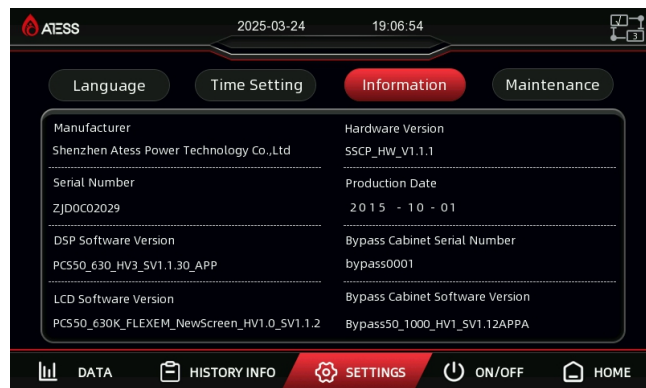 ATESS
2025-03-24 19:06:54
3
Language Time Setting Information Maintenance
Manufacturer
Shenzhen Atess Power Technology Co.,Ltd
Hardware Version
SSCP_HW_V1.1.1
Serial Number
ZJD0C02029
Production Date
2015 - 10 - 01
DSP Software Version
PCS50_630_HV3_SV1.1.30_APP
Bypass Cabinet Serial Number
bypass0001
LCD Software Version
PCS50_630K_FLEXEM_NewScreen_HV1.0_SV1.1.2
Bypass Cabinet Software Version
Bypass50_1000_HV1_SV1.12APPA
DATA HISTORY INFO SETTINGS ON/OFF HOME